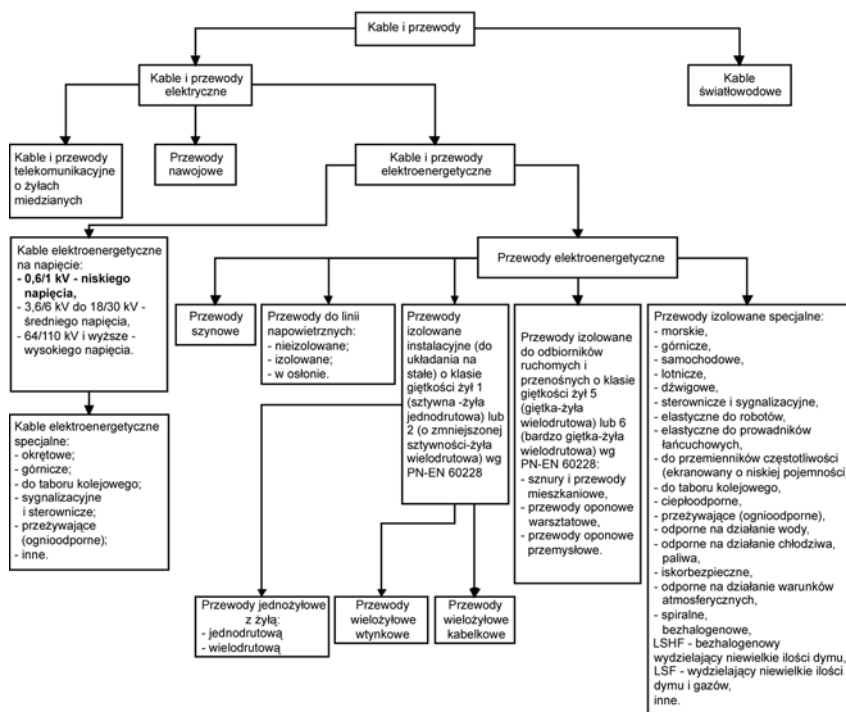 Kable i przewody
Kable i przewody
elektryczne
Kable
światłowodowe
Kable i przewody
telekomunikacyjne
o żyłach
miedzianych
Przewody
nawojowe
Kable i przewody
elektroenergetyczne
Kable elektroenergetyczne
na napięcie:
- 0,6/1 kV - niskiego
napięcia,
- 3,6/6 kV do 18/30 kV -
średniego napięcia,
- 64/110 kV i wyższe -
wysokiego napięcia.
Kable elektroenergetyczne
specjalne:
- okrętowe;
- górnicze;
- do taboru kolejowego;
- sygnalizacyjne
i sterownicze;
- przeżywające
(ognioodporne);
- inne.
Przewody elektroenergetyczne
Przewody
szynowe
Przewody do linii
napowietrznych:
- nieizolowane;
- izolowane;
- w osłonie.
Przewody
izolowane
instalacyjne (do
układania na
stałe) o klasie
giętkości żył 1
(sztywna -żyła
jednodrutowa) lub
2 (o zmniejszonej
sztywności-żyła
wielodrutowa) wg
PN-EN 60228
Przewody izolowane
do odbiorników
ruchomych i
przenośnych o klasie
giętkości żył 5
(giętka-żyła
wielodrutowa) lub 6
(bardzo giętka-żyła
wielodrutowa) wg
PN-EN 60228:
- sznury i przewody
mieszkaniowe,
- przewody oponowe
warsztatowe,
- przewody oponowe
przemysłowe.
Przewody izolowane specjalne:
- morskie,
- górnicze,
- samochodowe,
- lotnicze,
- dźwigowe,
- sterownicze i sygnalizacyjne,
- elastyczne do robotów,
- elastyczne do prowadników
łańcuchowych,
- do przemienników częstotliwości
(ekranowany o niskiej pojemności),
- do taboru kolejowego,
- ciepłoodporne,
- przeżywające (ognioodporne),
- odporne na działanie wody,
- odporne na działanie chłodziwa,
paliwa,
- iskorbezpieczne,
- odporne na działanie warunków
atmosferycznych,
- spiralne,
bezhalogenowe,
LSHF - bezhalogenowy
wydzielający niewielkie ilości dymu,
LSF - wydzielający niewielkie ilości
dymu i gazów,
inne.
Przewody jednożyłowe
z żyłą:
- jednodrutową
- wielodrutową
Przewody
wielożyłowe
wtynkowe
Przewody
wielożyłowe
kabelkowe